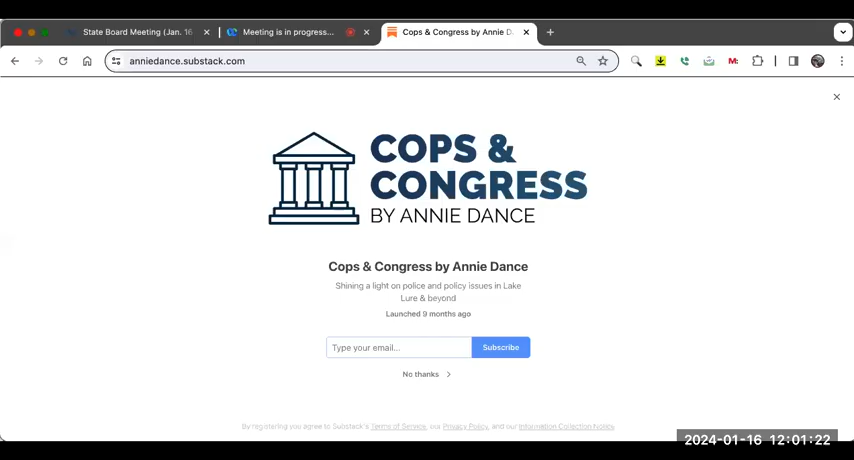 State Board Meeting (Jan. 16
Meeting is in progress...
Cops & Congress by Annie D
anniedance.substack.com
M:
COPS &
CONGRESS
BY ANNIE DANCE
Cops & Congress by Annie Dance
Shining a light on police and policy issues in Lake
Lure & beyond
Launched 9 months ago
Type your email...
Subscribe
No thanks
By registering you agree to Substack's Terms of Service, our Privacy Policy, and our Information Collection Notice.
2024-01-16 12:01:22